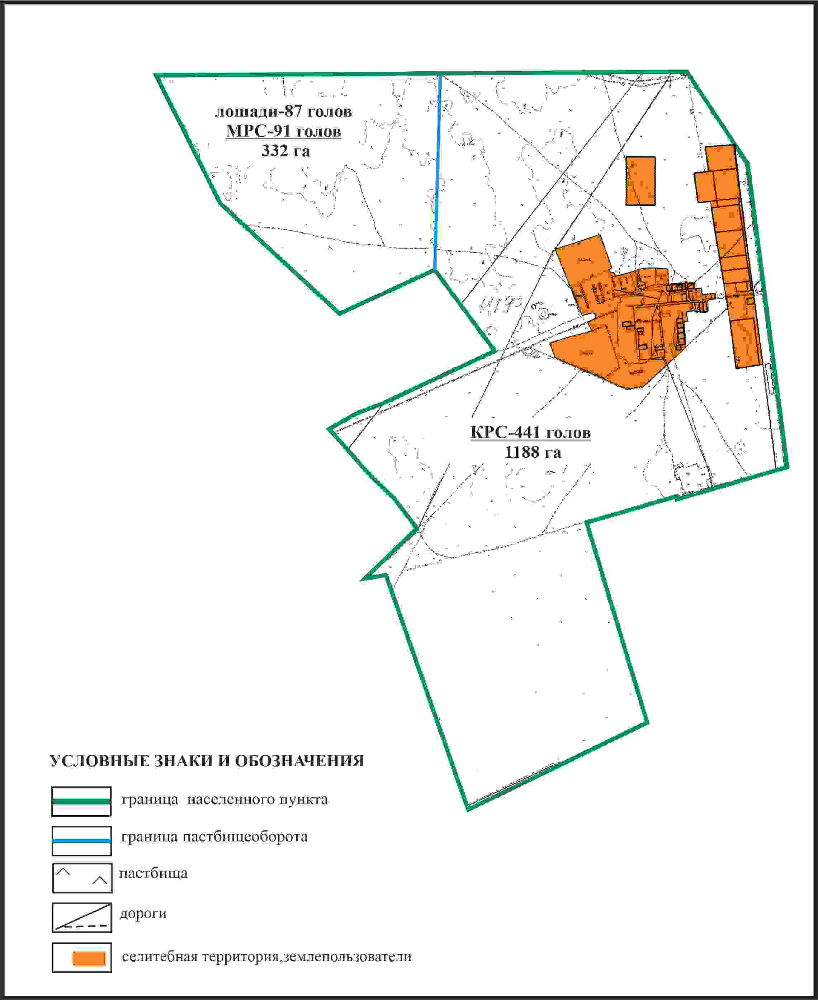 лошади-87 голов
МРС-91 голов
332 га
КРС-441 голов
1188 га
УСЛОВНЫЕ ЗНАКИ И ОБОЗНАЧЕНИЯ
граница населенного пункта
граница пастбищеоборота
пастбища
дороги
селитебная территория,землепользователи